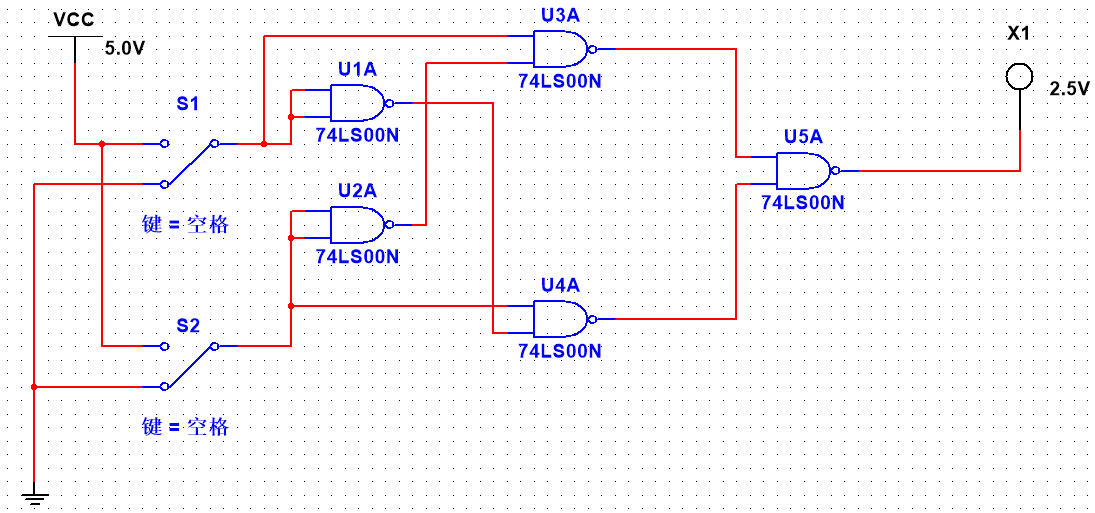 VCC
5.0V
S1
键 = 空格
S2
键 = 空格
U1A
74LS00N
U2A
74LS00N
U3A
74LS00N
U4A
74LS00N
U5A
74LS00N
X1
2.5V